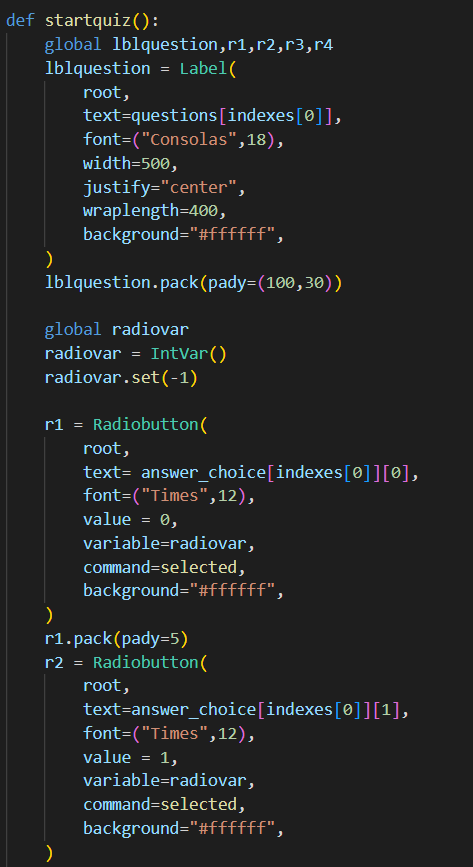 def startquiz():
    global lblquestion,r1,r2,r3,r4
    lblquestion = Label(
        root,
        text=questions[indexes[0]],
        font=("Consolas",18),
        width=500,
        justify="center",
        wraplength=400,
        background="#ffffff",
    )
    lblquestion.pack(pady=(100,30))

    global radiovar
    radiovar = IntVar()
    radiovar.set(-1)

    r1 = Radiobutton(
        root,
        text= answer_choice[indexes[0]][0],
        font=("Times",12),
        value = 0,
        variable=radiovar,
        command=selected,
        background="#ffffff",
    )
    r1.pack(pady=5)
    r2 = Radiobutton(
        root,
        text=answer_choice[indexes[0]][1],
        font=("Times",12),
        value = 1,
        variable=radiovar,
        command=selected,
        background="#ffffff",
    )